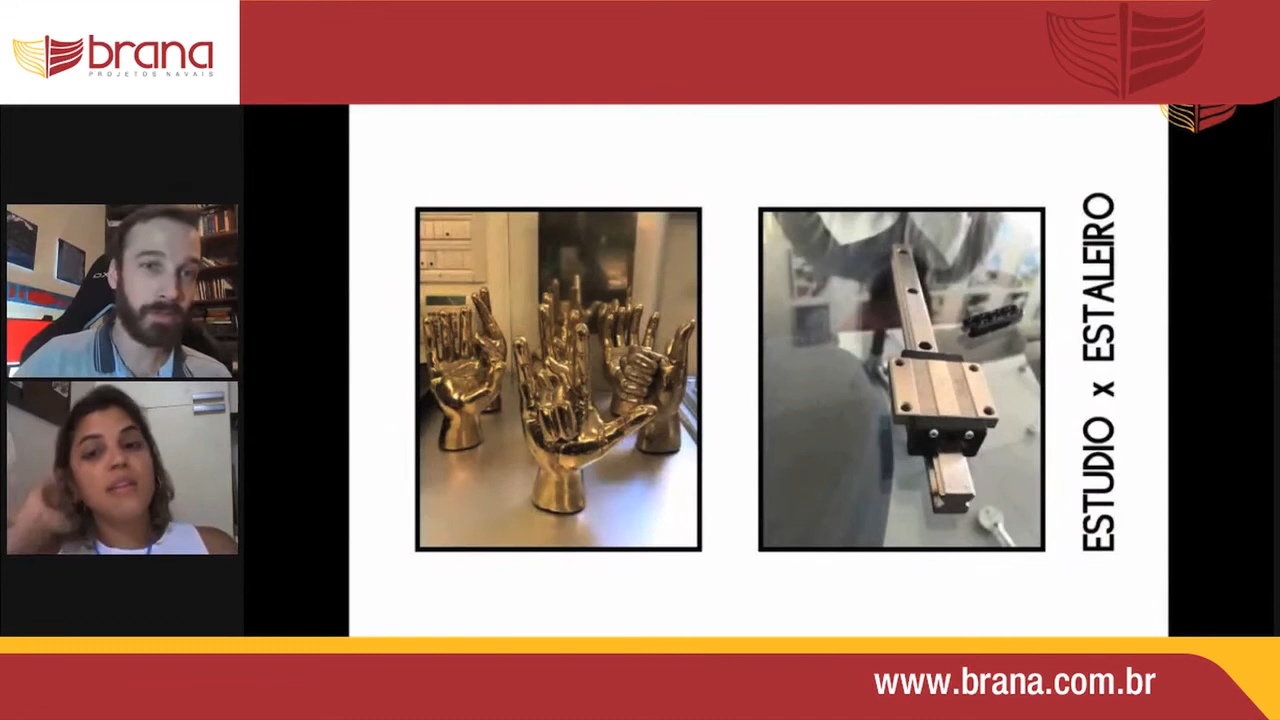 brana
PROJETOS NAVAIS
ESTUDIO x ESTALEIRO
www.brana.com.br